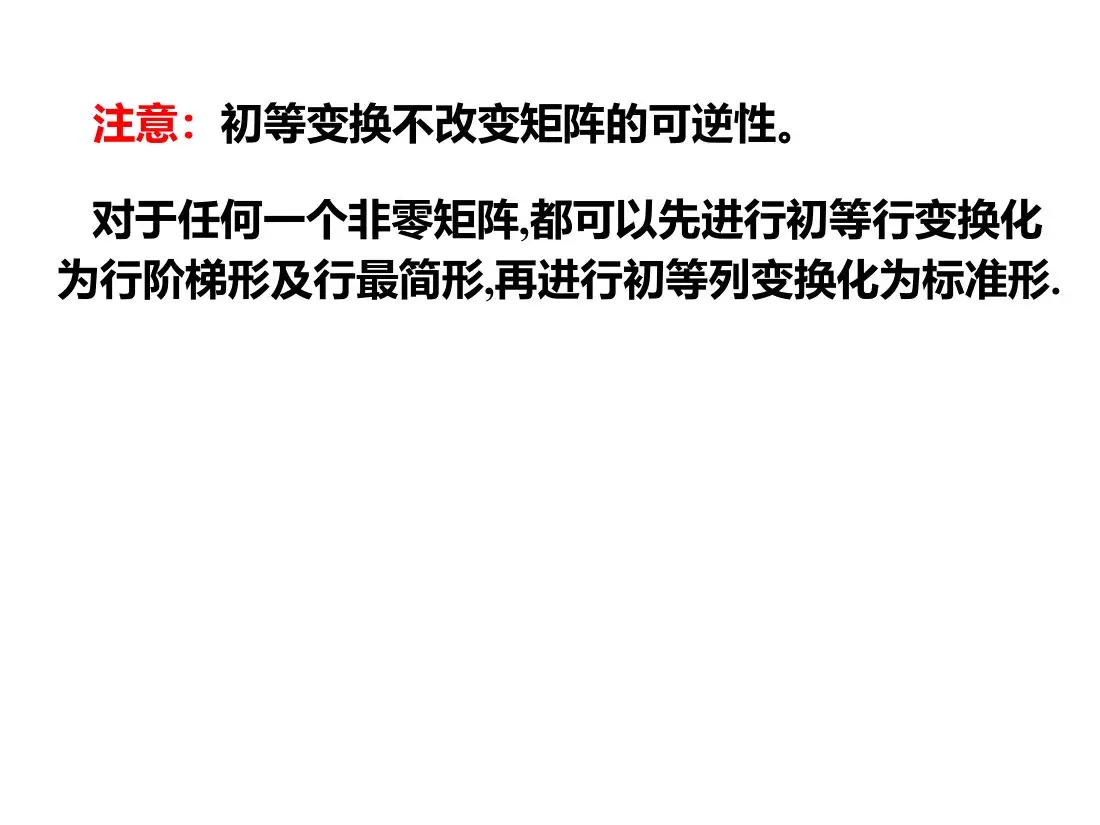 注意：初等变换不改变矩阵的可逆性。
对于任何一个非零矩阵,都可以先进行初等行变换化
为行阶梯形及行最简形,再进行初等列变换化为标准形.